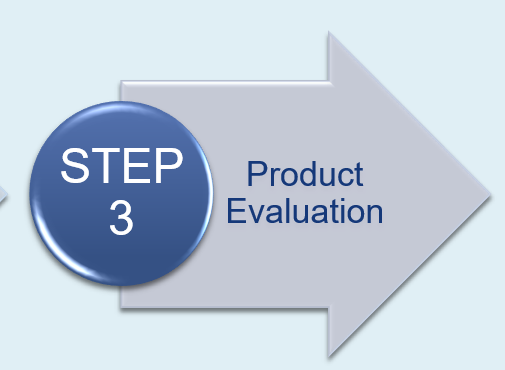 STEP
3
Product
Evaluation